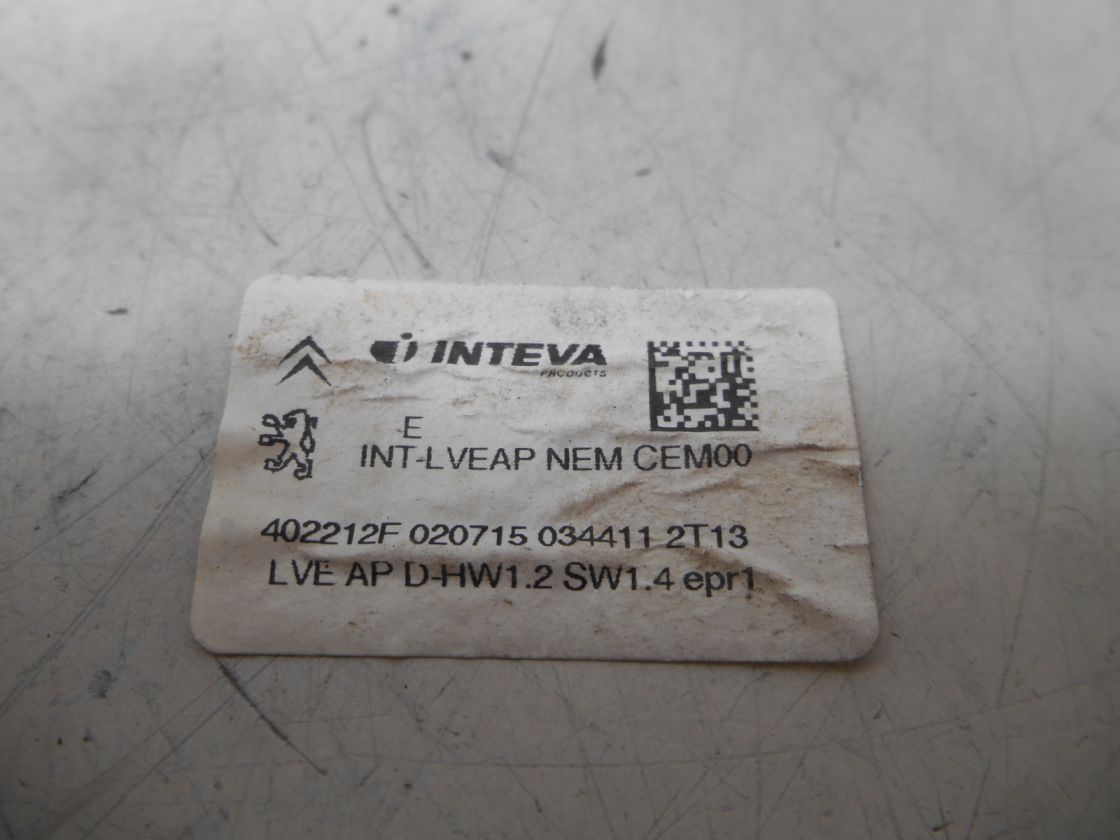 INTEVA
PRODUCTS
E
INT-LVEAP NEM CEM00
402212F 020715 034411 2T13
LVE AP D-HW1.2 SW1.4 epr1